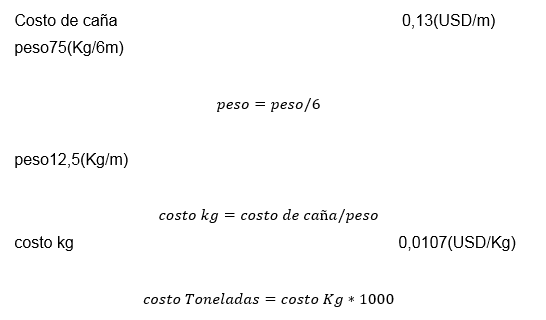 Costo de caña 0,13(USD/m)
peso75(Kg/6m)
peso = peso/6
peso12,5(Kg/m)
costo kg = costo de caña/peso
costo kg 0,0107(USD/Kg)
costo Toneladas = costo Kg * 1000